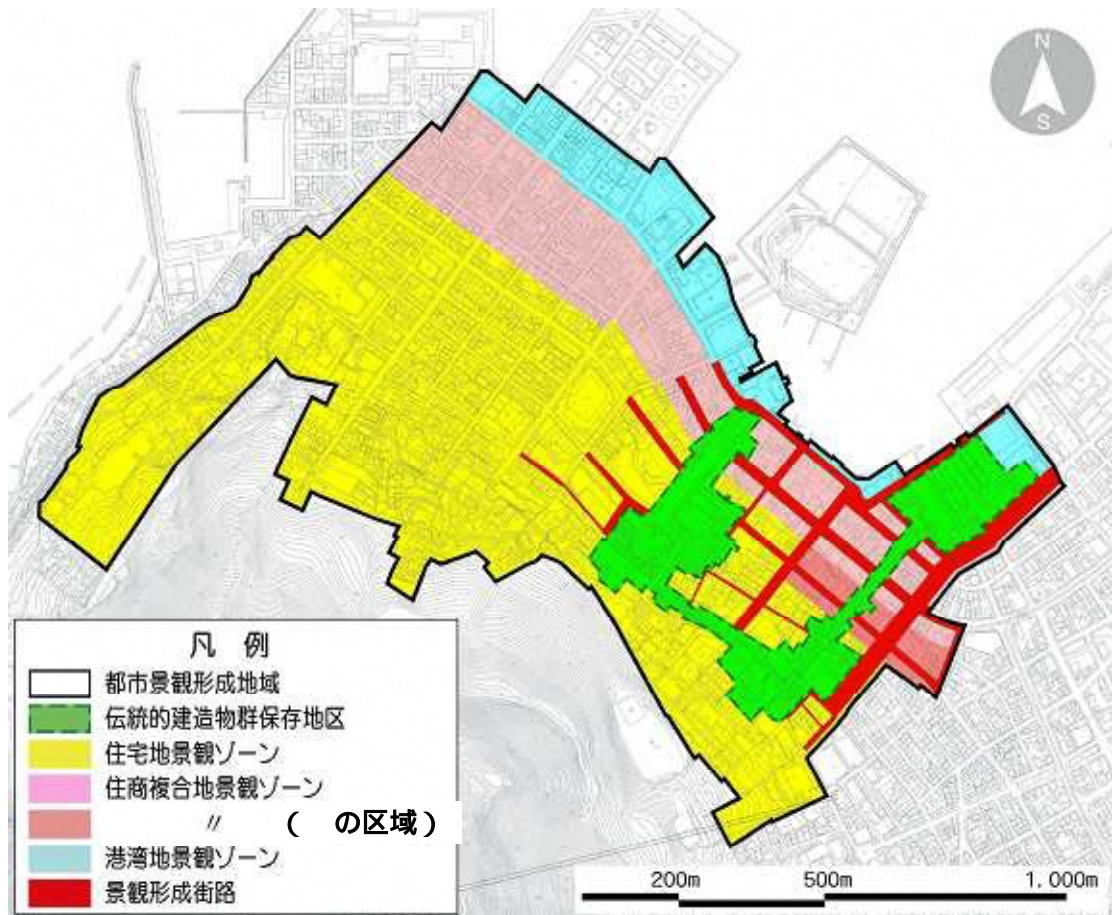 N
S
凡 例
都市景観形成地域
伝統的建造物群保存地区
住宅地景観ゾーン
住商複合地景観ゾーン
〃 ( の区域)
港湾地景観ゾーン
景観形成街路
200m 500m 1,000m